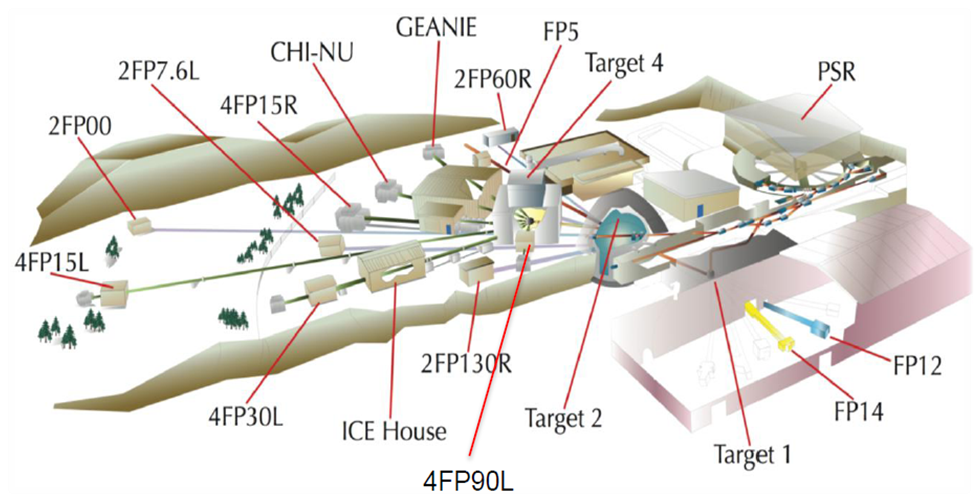 GEANIE
FP5
CHI-NU
Target 4
2FP7.6L
2FP60R
PSR
4FP15R
2FP00
4FP15L
2FP130R
FP12
4FP30L
FP14
ICE House
Target 2
Target 1
4FP90L